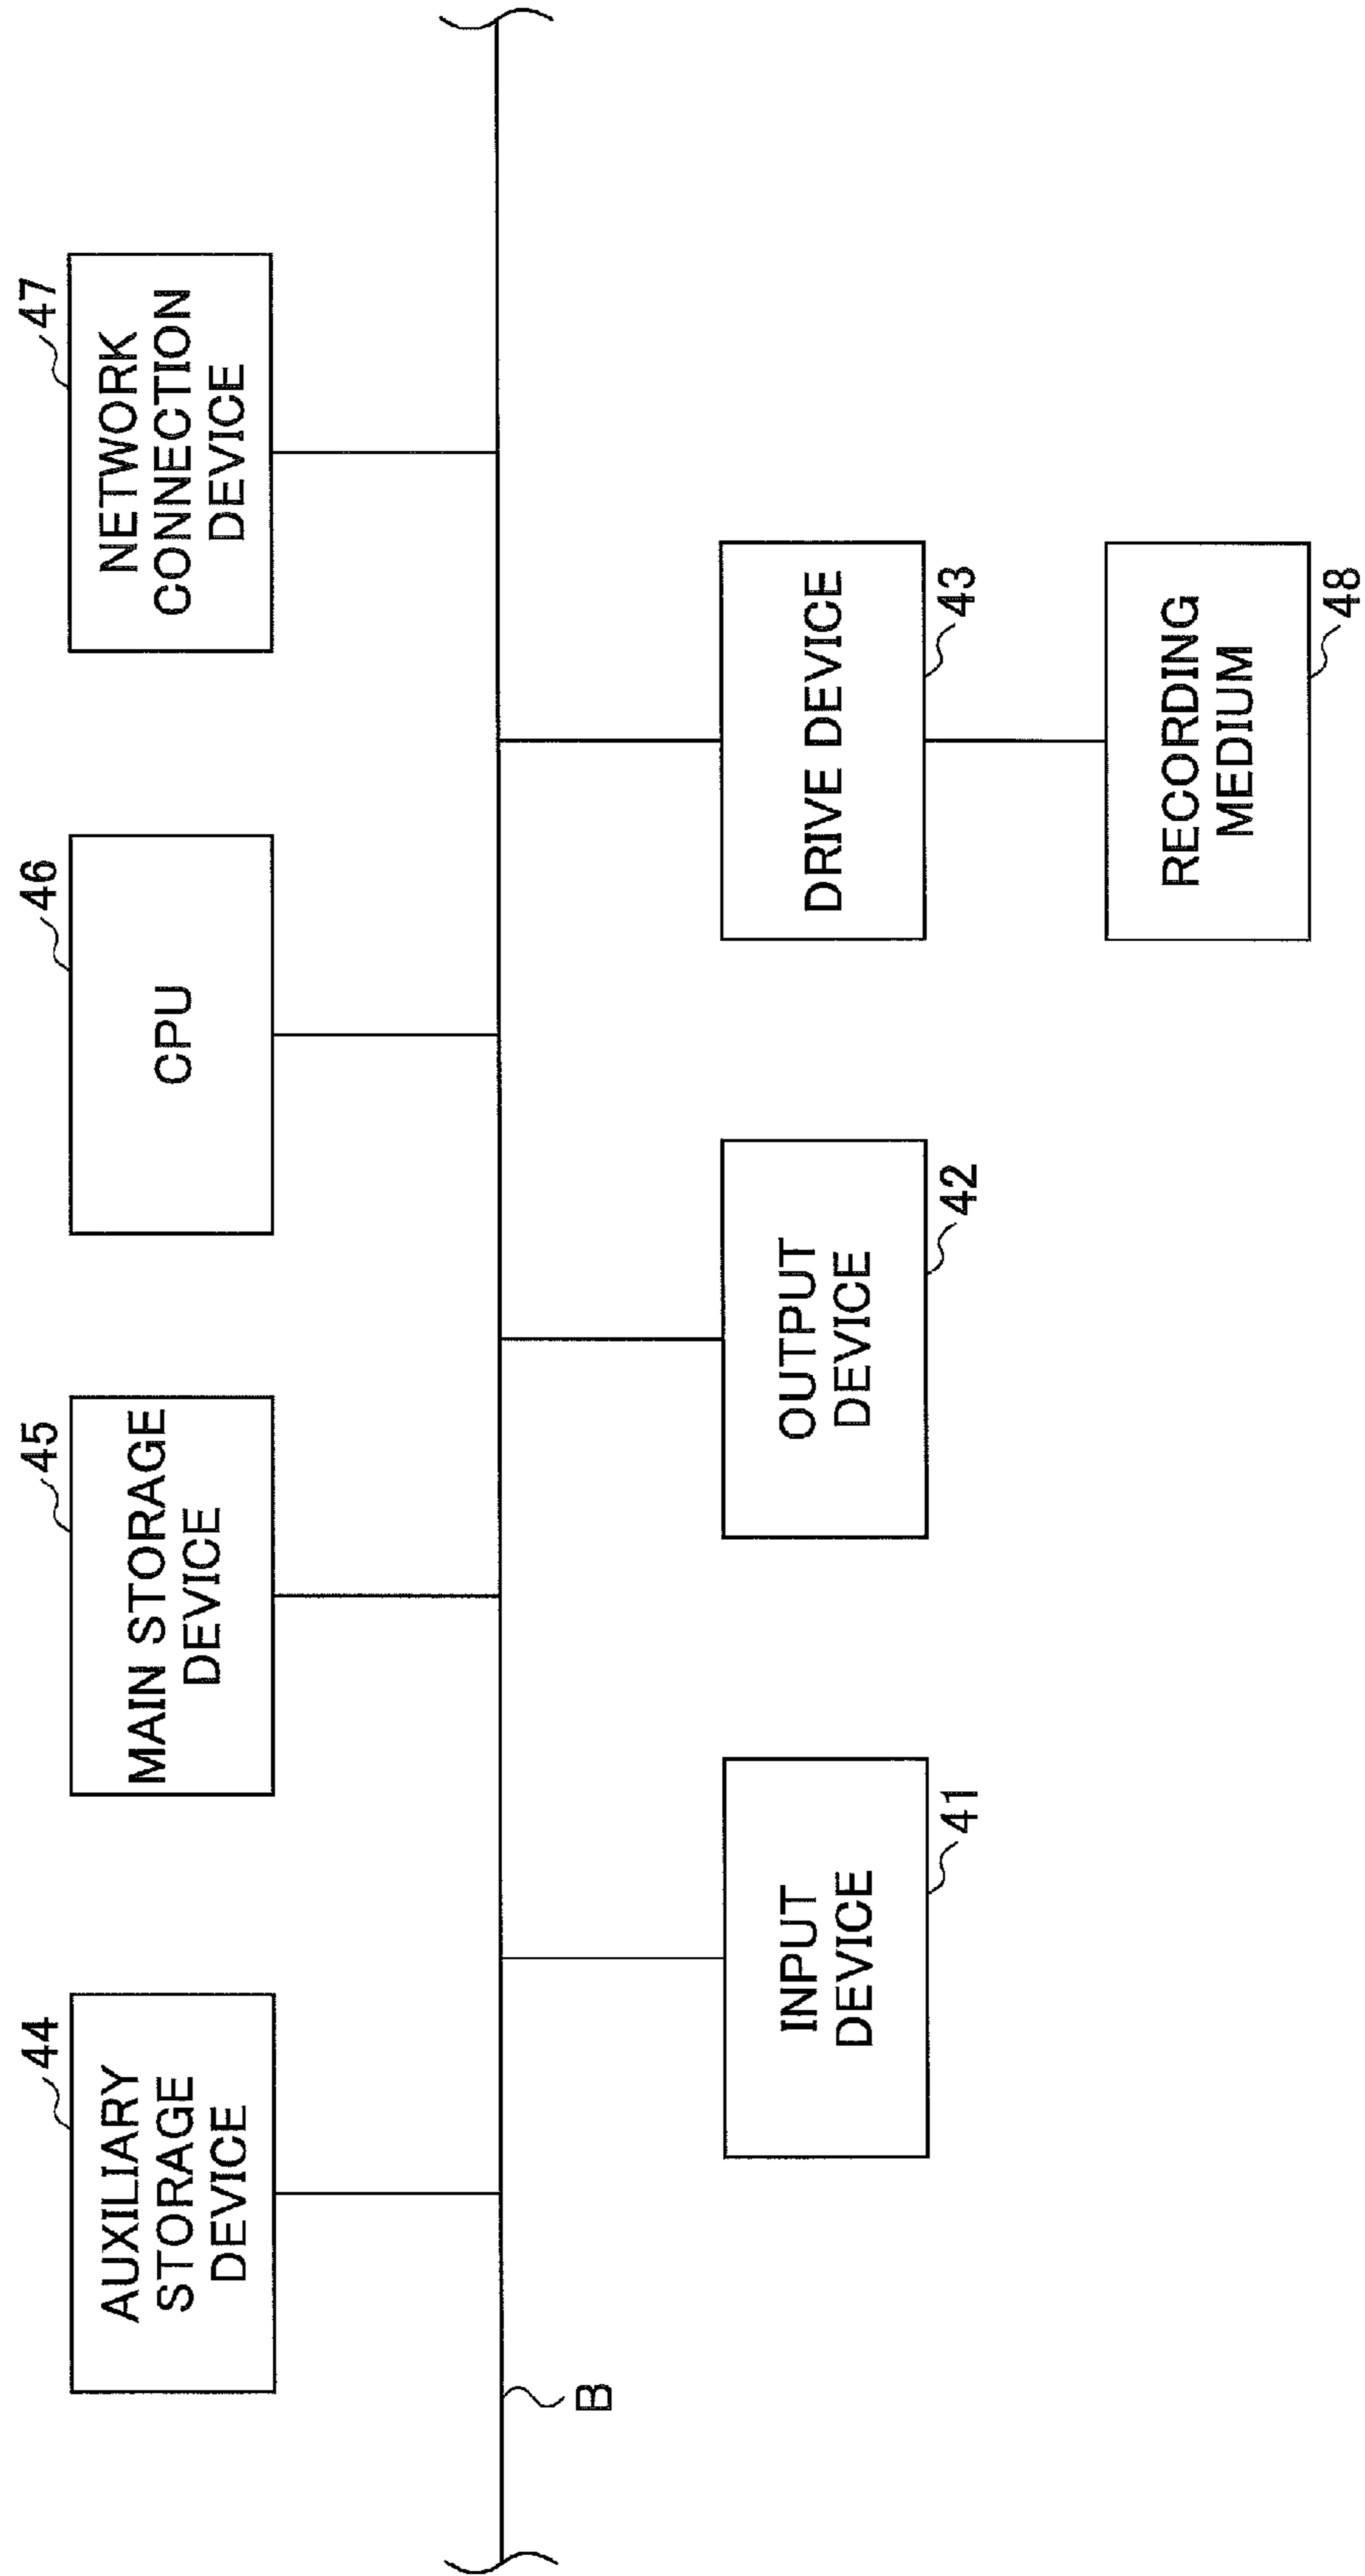 44
AUXILIARY
STORAGE
DEVICE
45
MAIN STORAGE
DEVICE
46
CPU
47
NETWORK
CONNECTION
DEVICE
B
INPUT
DEVICE
41
OUTPUT
DEVICE
42
DRIVE DEVICE
43
RECORDING
MEDIUM
48